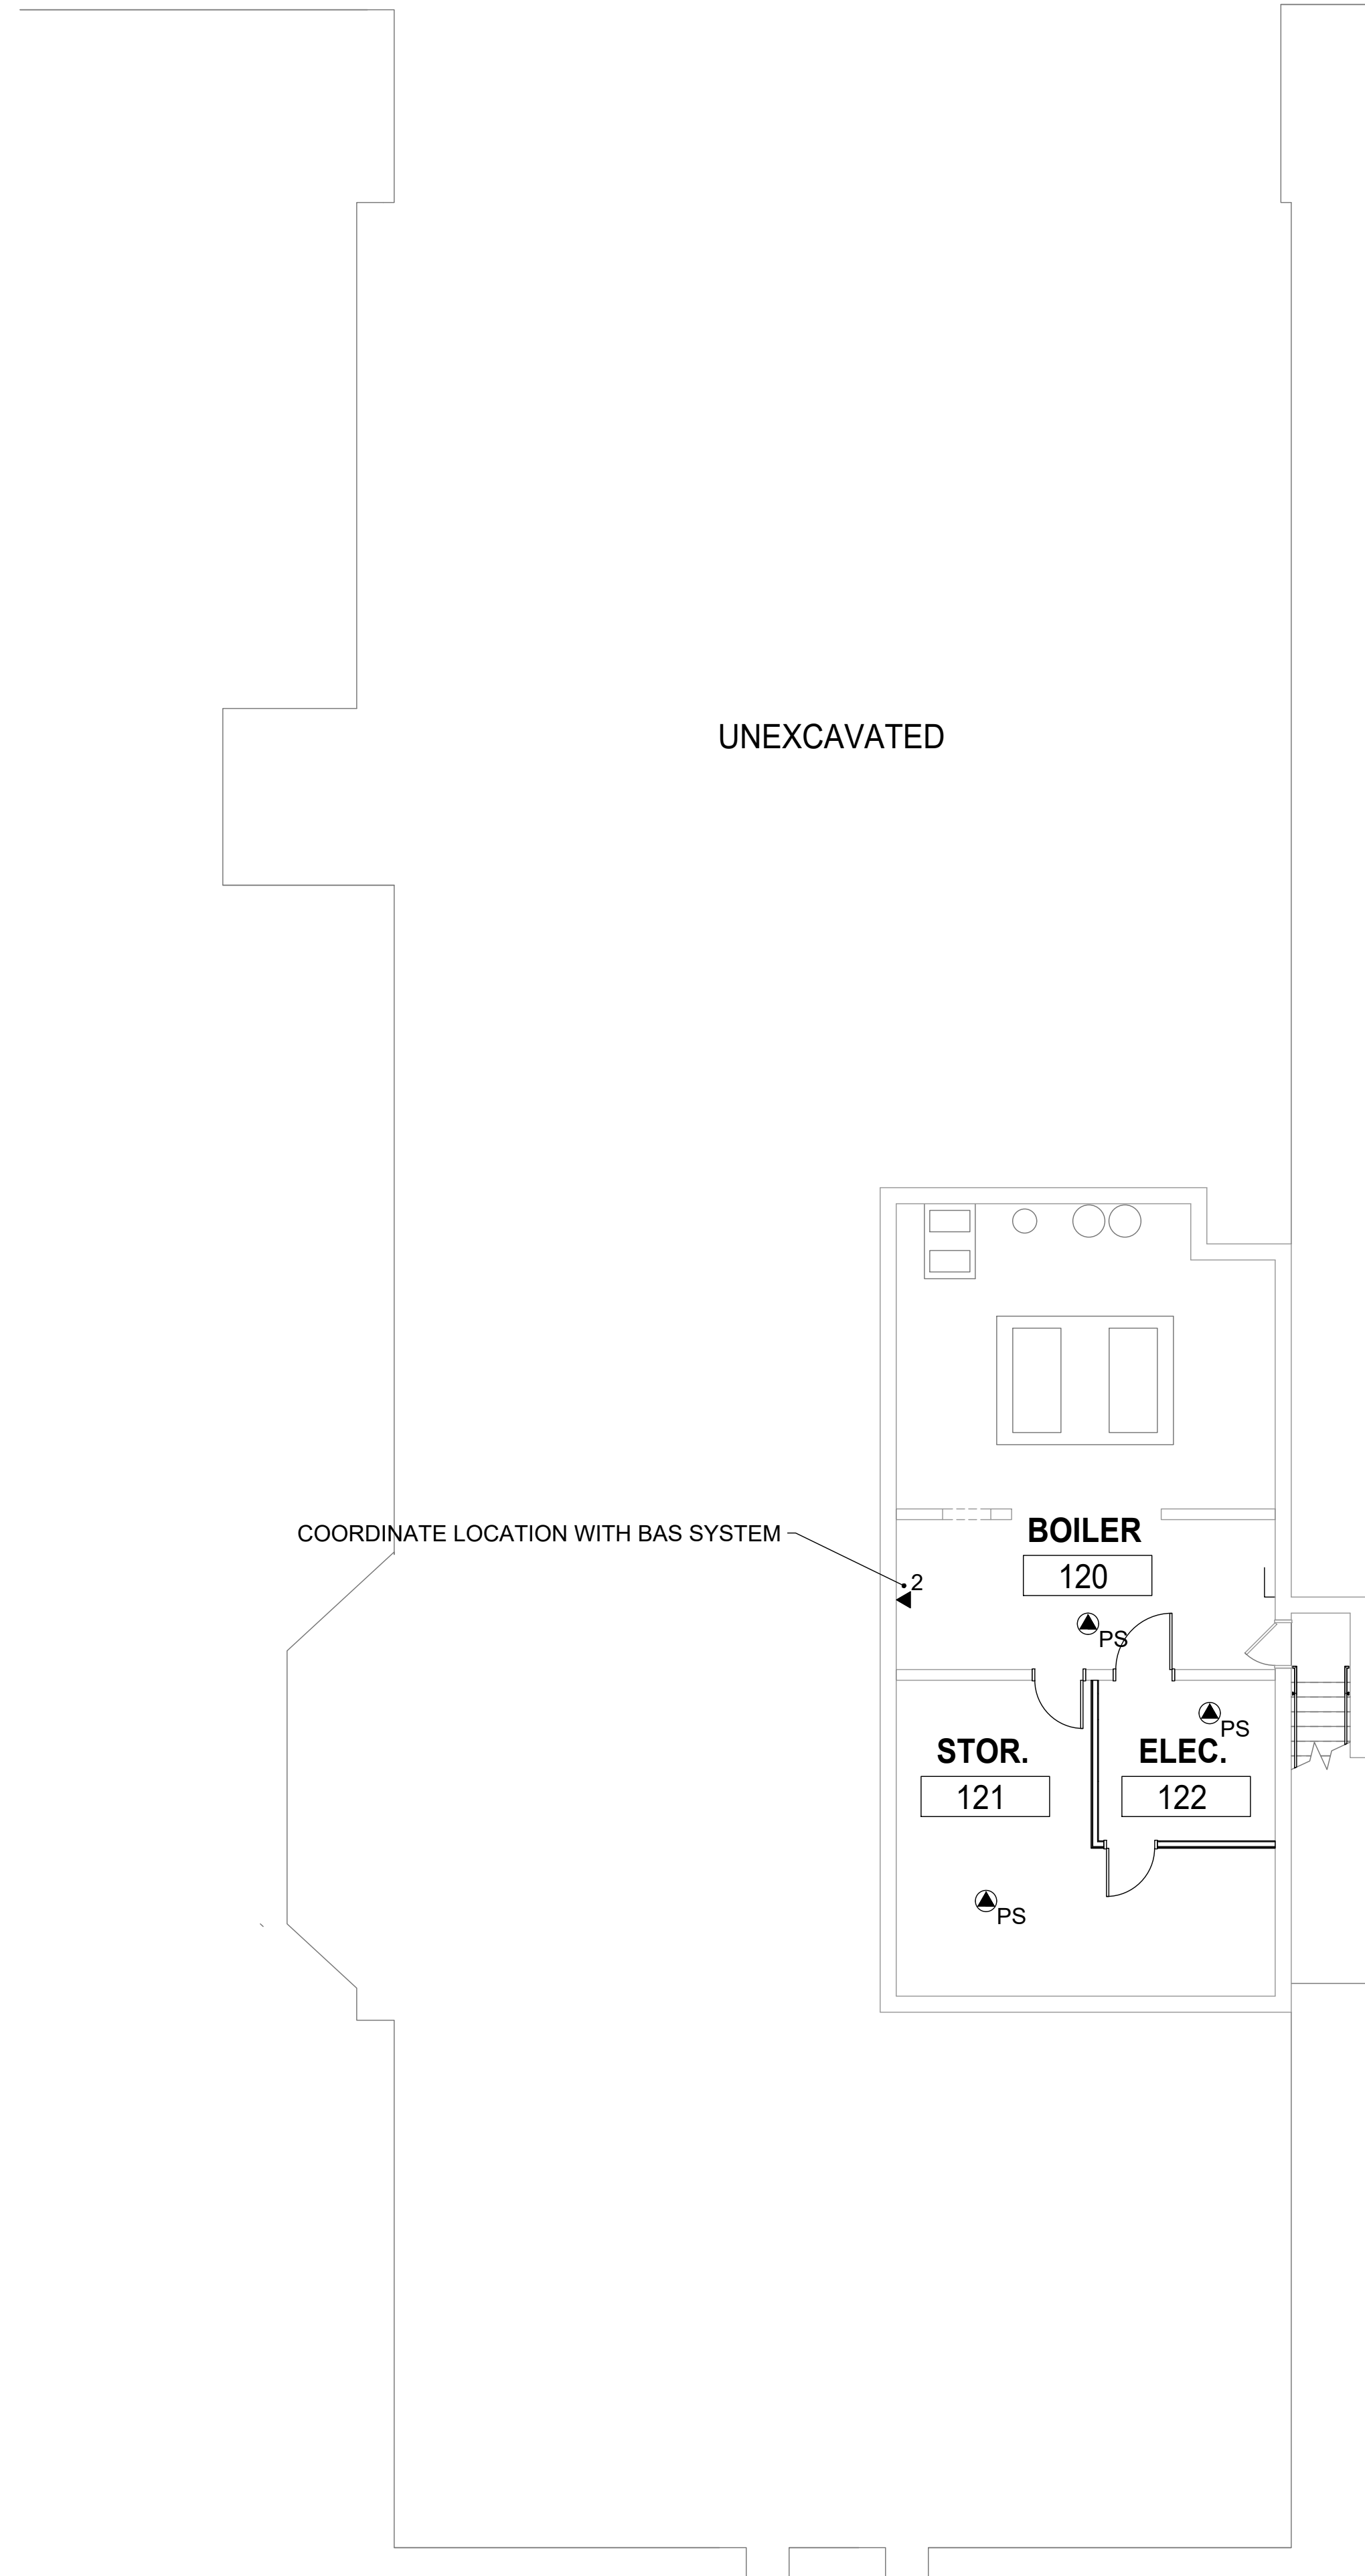 UNEXCAVATED
COORDINATE LOCATION WITH BAS SYSTEM
2
BOILER
120
PS
PS
STOR.
121
ELEC.
122
PS